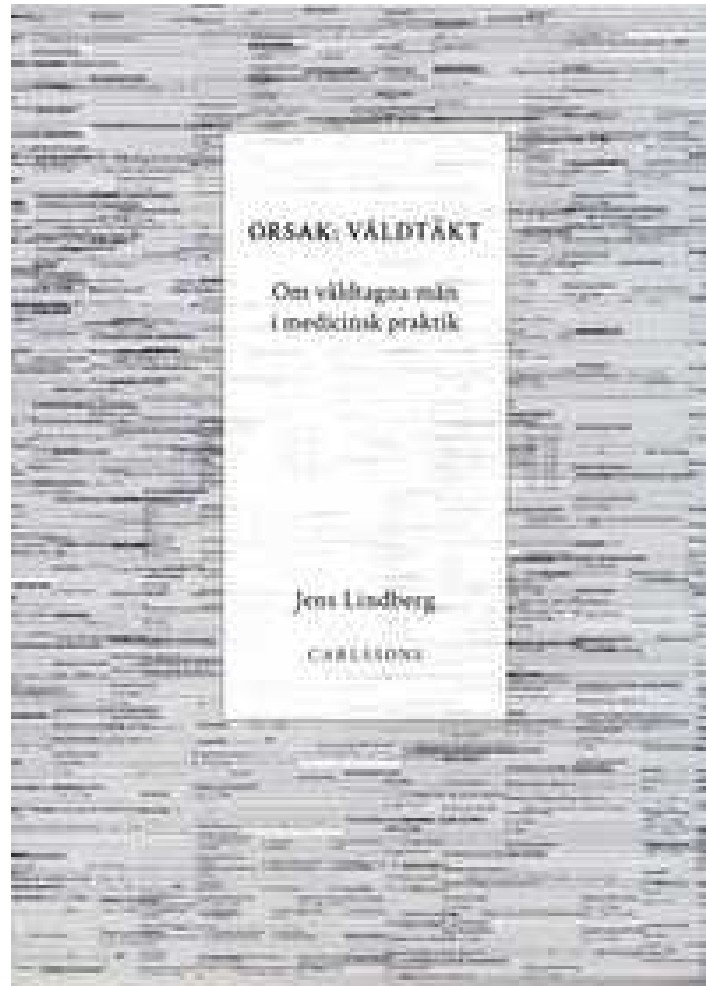 ORSAK: VÅLDTÄKT
Om våldtagna män
i medicinsk praktik
Jens Lindberg
CARLSSONS